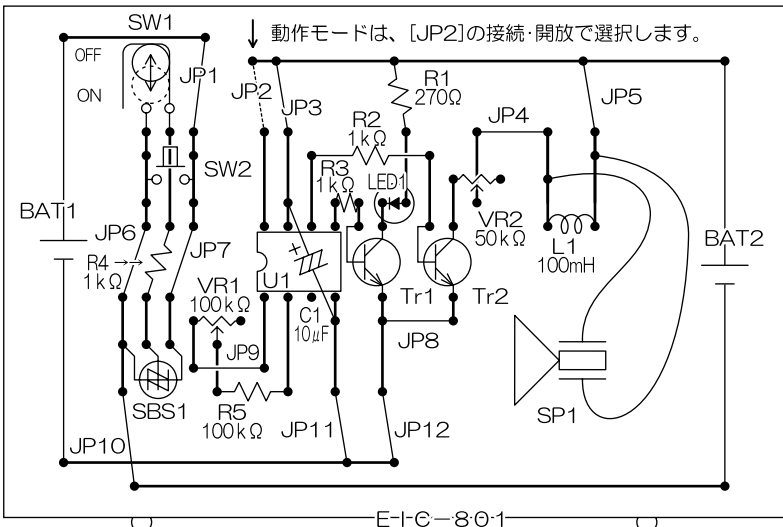 SW1
動作モードは、[JP2]の接続・開放で選択します。
OFF
ON
JP1
JP2
JP3
R1
270Ω
R2
1kΩ
JP4
JP5
R3
1kΩ
LED1
SW2
BAT1
JP6
JP7
R4→
1kΩ
VR1
100kΩ
U1
VR2
50kΩ
L1
100mH
BAT2
C1
10μF
Tr1
Tr2
JP9
JP8
SBS1
R5
100kΩ
JP11
JP12
SP1
JP10
E-I-C-801